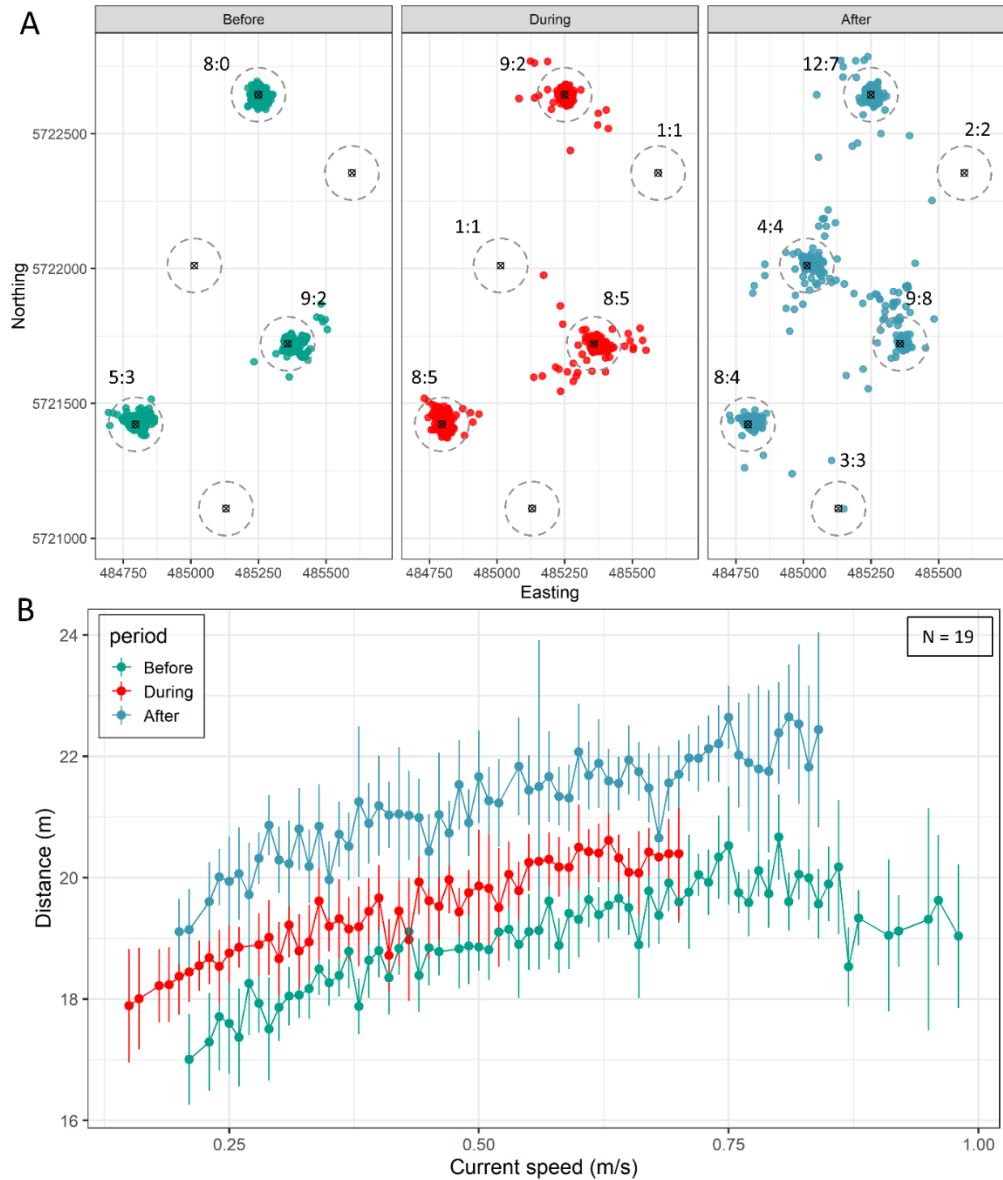 A
Before
During
After
8:0
9:2
12:7
1:1
2:2
1:1
4:4
9:2
8:5
9:8
5:3
8:5
8:4
3:3
5722500
5722000
5721500
5721000
Northing
484750 485000 485250 485500
484750 485000 485250 485500
484750 485000 485250 485500
Easting
B
period
Before
During
After
N = 19
24
22
20
18
16
Distance (m)
0.25 0.50 0.75 1.00
Current speed (m/s)